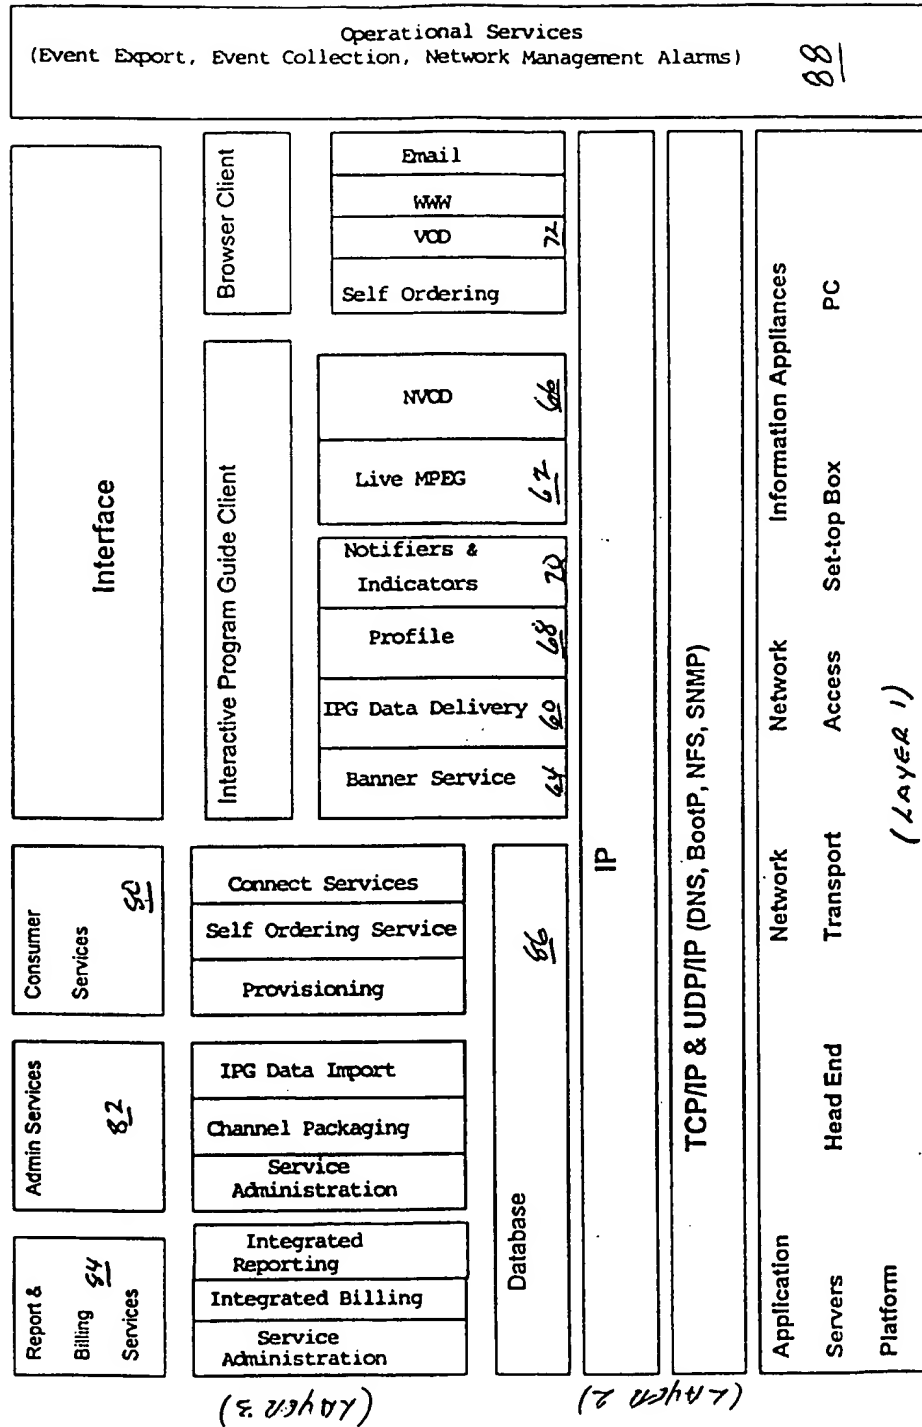 Operational Services
(Event Export, Event Collection, Network Management Alarms)
88
Interface
Consumer
Services
80
Admin Services
82
Report &
Billing 84
Services
Browser Client
Interactive Program Guide Client
Email
WWW
VOD 72
Self Ordering
NVOD 66
Live MPEG 62
Notifiers &
Indicators 70
Profile 68
IPG Data Delivery 60
Banner Service 64
Connect Services
Self Ordering Service
Provisioning
IPG Data Import
Channel Packaging
Service
Administration
Integrated
Reporting
Integrated Billing
Service
Administration
Database 86
(LAYER 3)
IP
TCP/IP & UDP/IP (DNS, BootP, NFS, SNMP)
(LAYER 2)
Application
Servers
Platform
Head End
Network
Transport
Network
Access
Information Appliances
Set-top Box
PC
(LAYER 1)